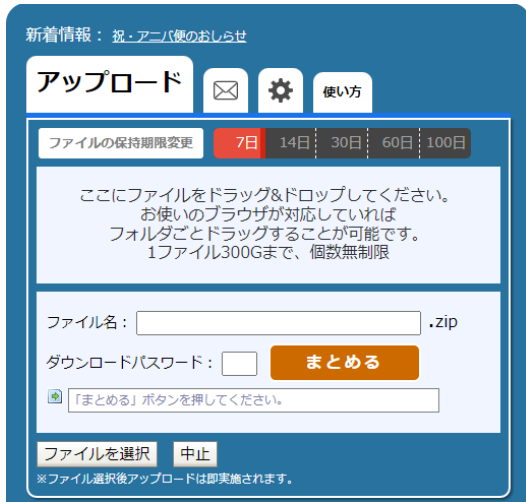 新着情報： 祝・アーバ便のおしらせ
アップロード 使い方
ファイルの保持期限変更 7日 14日 30日 60日 100日
ここにファイルをドラッグ&ドロップしてください。
お使いのブラウザが対応していれば
フォルダごとドラッグすることが可能です。
1ファイル300Gまで、個数無制限
ファイル名： .zip
ダウンロードパスワード： まとめる
「まとめる」ボタンを押してください。
ファイルを選択 中止
※ファイル選択後アップロードは即実施されます。